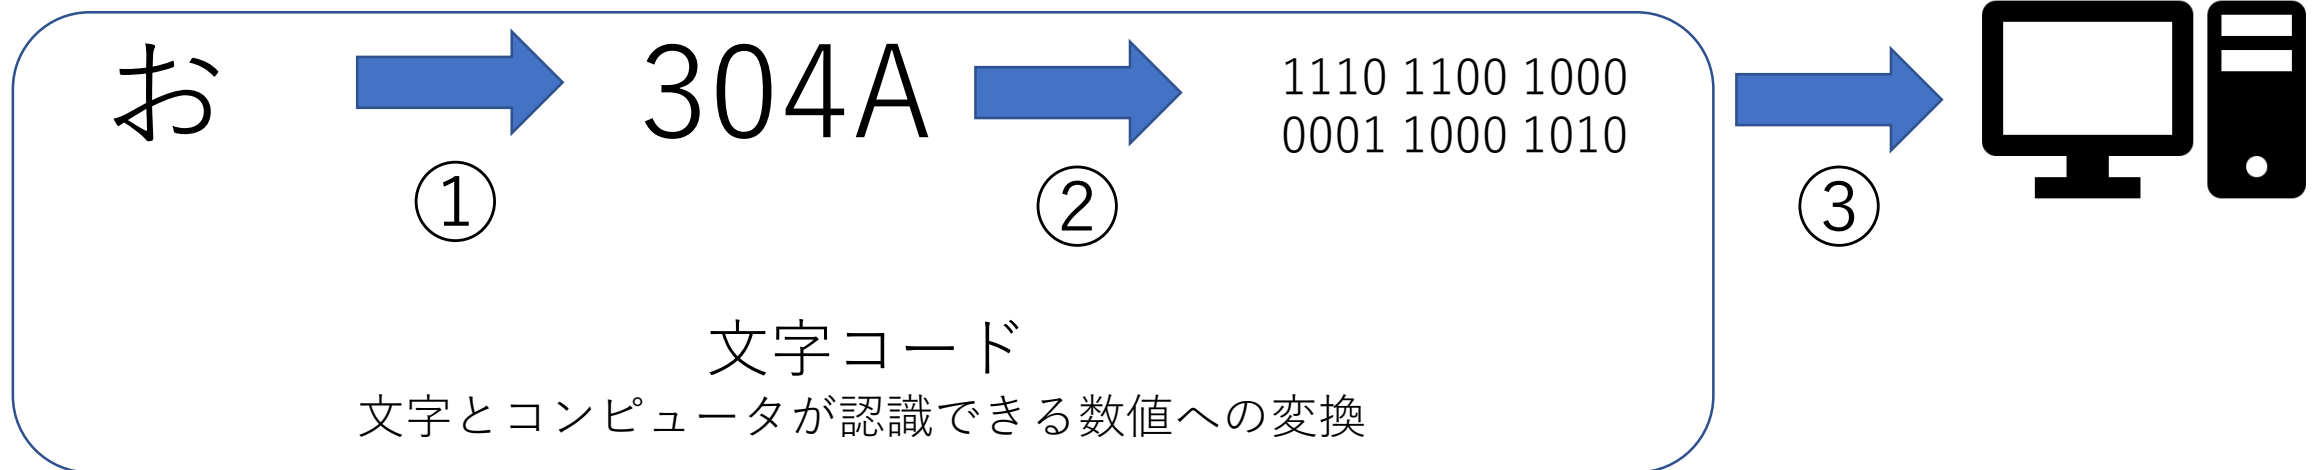 お 304A 1110 1100 1000
0001 1000 1010
① ② ③
文字コード
文字とコンピュータが認識できる数値への変換